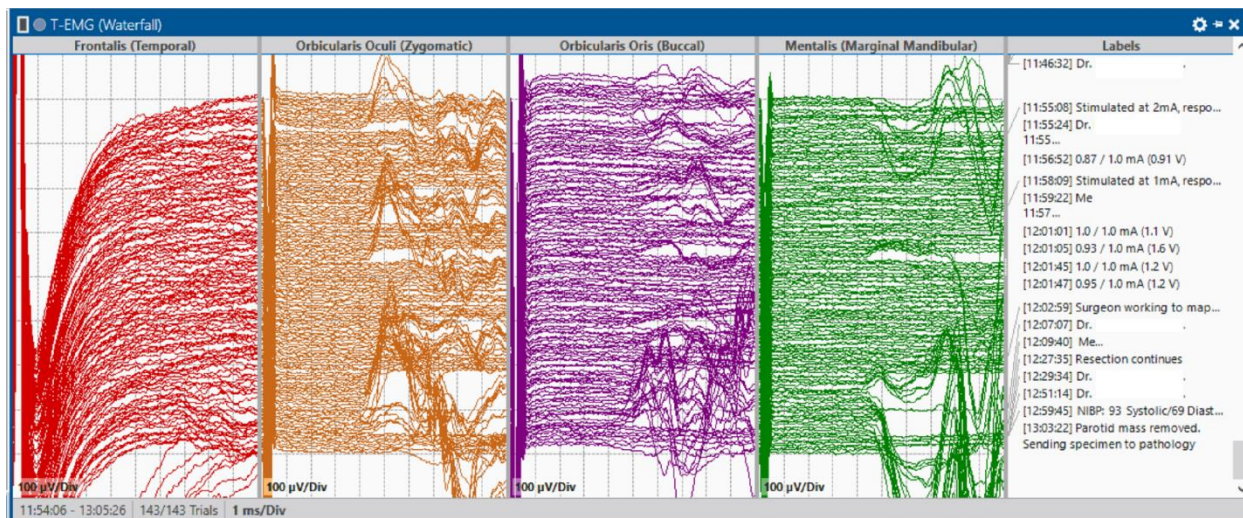 T-EMG (Waterfall)
Frontalis (Temporal)
Orbicularis Oculi (Zygomatic)
Orbicularis Oris (Buccal)
Mentalis (Marginal Mandibular)
Labels
[11:46:32] Dr. .
[11:55:08] Stimulated at 2mA, respo...
[11:55:24] Dr.
11:55...
[11:56:52] 0.87 / 1.0 mA (0.91 V)
[11:58:09] Stimulated at 1mA, respo...
[11:59:22] Me
11:57...
[12:01:01] 1.0 / 1.0 mA (1.1 V)
[12:01:05] 0.93 / 1.0 mA (1.6 V)
[12:01:45] 1.0 / 1.0 mA (1.2 V)
[12:01:47] 0.95 / 1.0 mA (1.2 V)
[12:02:59] Surgeon working to map...
[12:07:07] Dr. .
[12:09:40] Me...
[12:27:35] Resection continues
[12:29:34] Dr. .
[12:51:14] Dr. .
[12:59:45] NIBP: 93 Systolic/69 Diast...
[13:03:22] Parotid mass removed.
Sending specimen to pathology
100 µV/Div
100 µV/Div
100 µV/Div
100 µV/Div
11:54:06 - 13:05:26 143/143 Trials 1 ms/Div